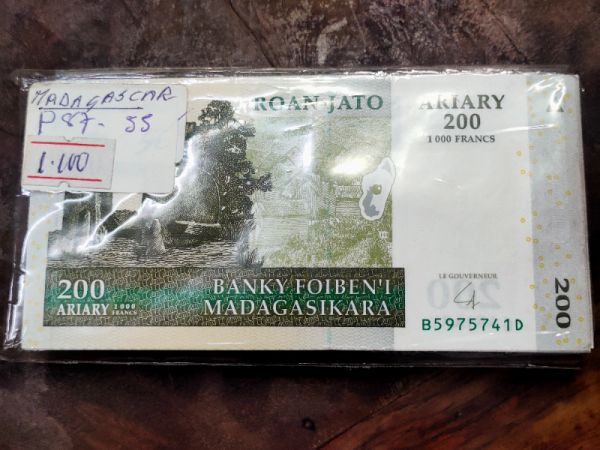 MADAGASCAR
P87- 55
1.100
ROAN-JATO
ARIARY
200
1 000 FRANCS
200
ARIARY
1 000
FRANCS
BANKY FOIBEN'I
MADAGASIKARA
LE GOUVERNEUR
200
B5975741D
200